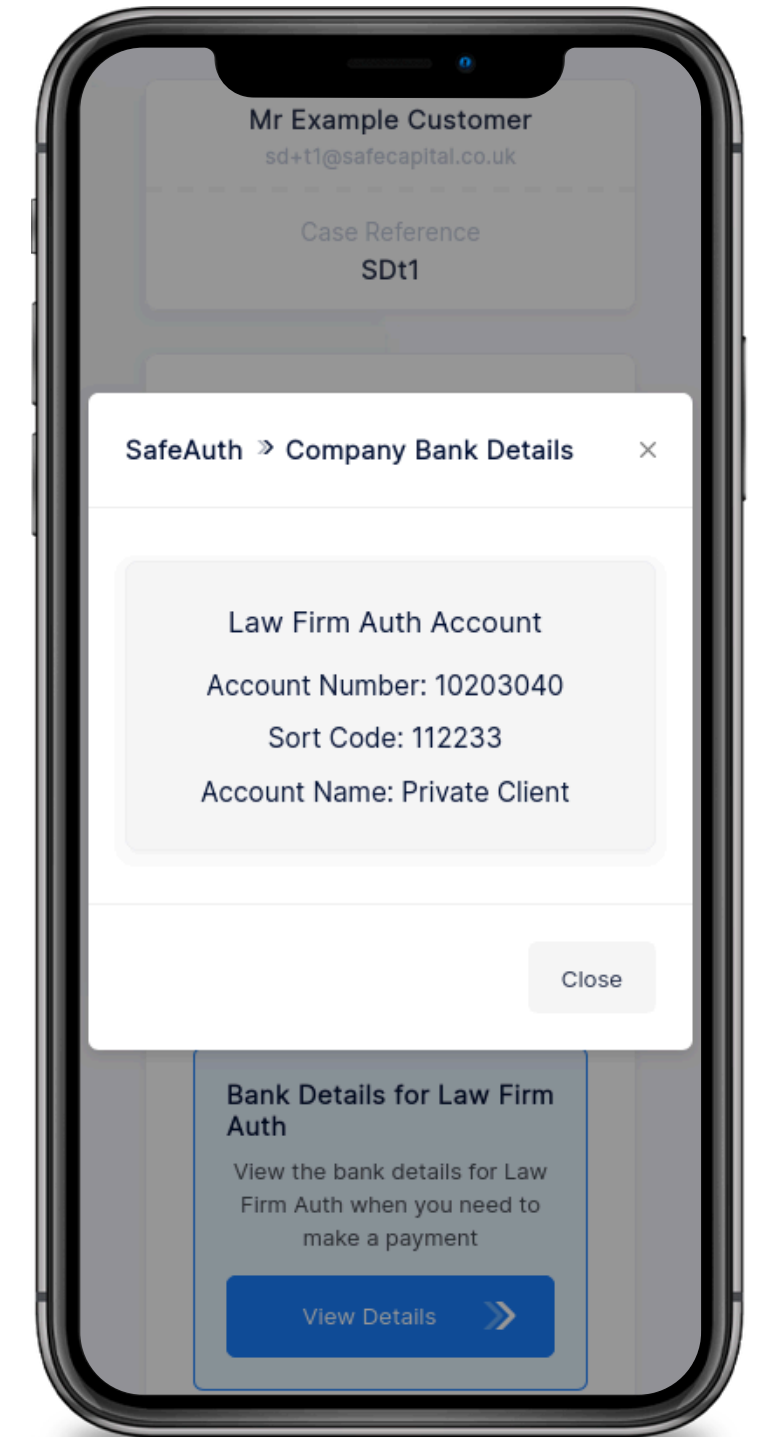 Mr Example Customer
sd+t1@safecapital.co.uk
Case Reference
SDt1
SafeAuth » Company Bank Details ×
Law Firm Auth Account
Account Number: 10203040
Sort Code: 112233
Account Name: Private Client
Close
Bank Details for Law Firm
Auth
View the bank details for Law
Firm Auth when you need to
make a payment
View Details